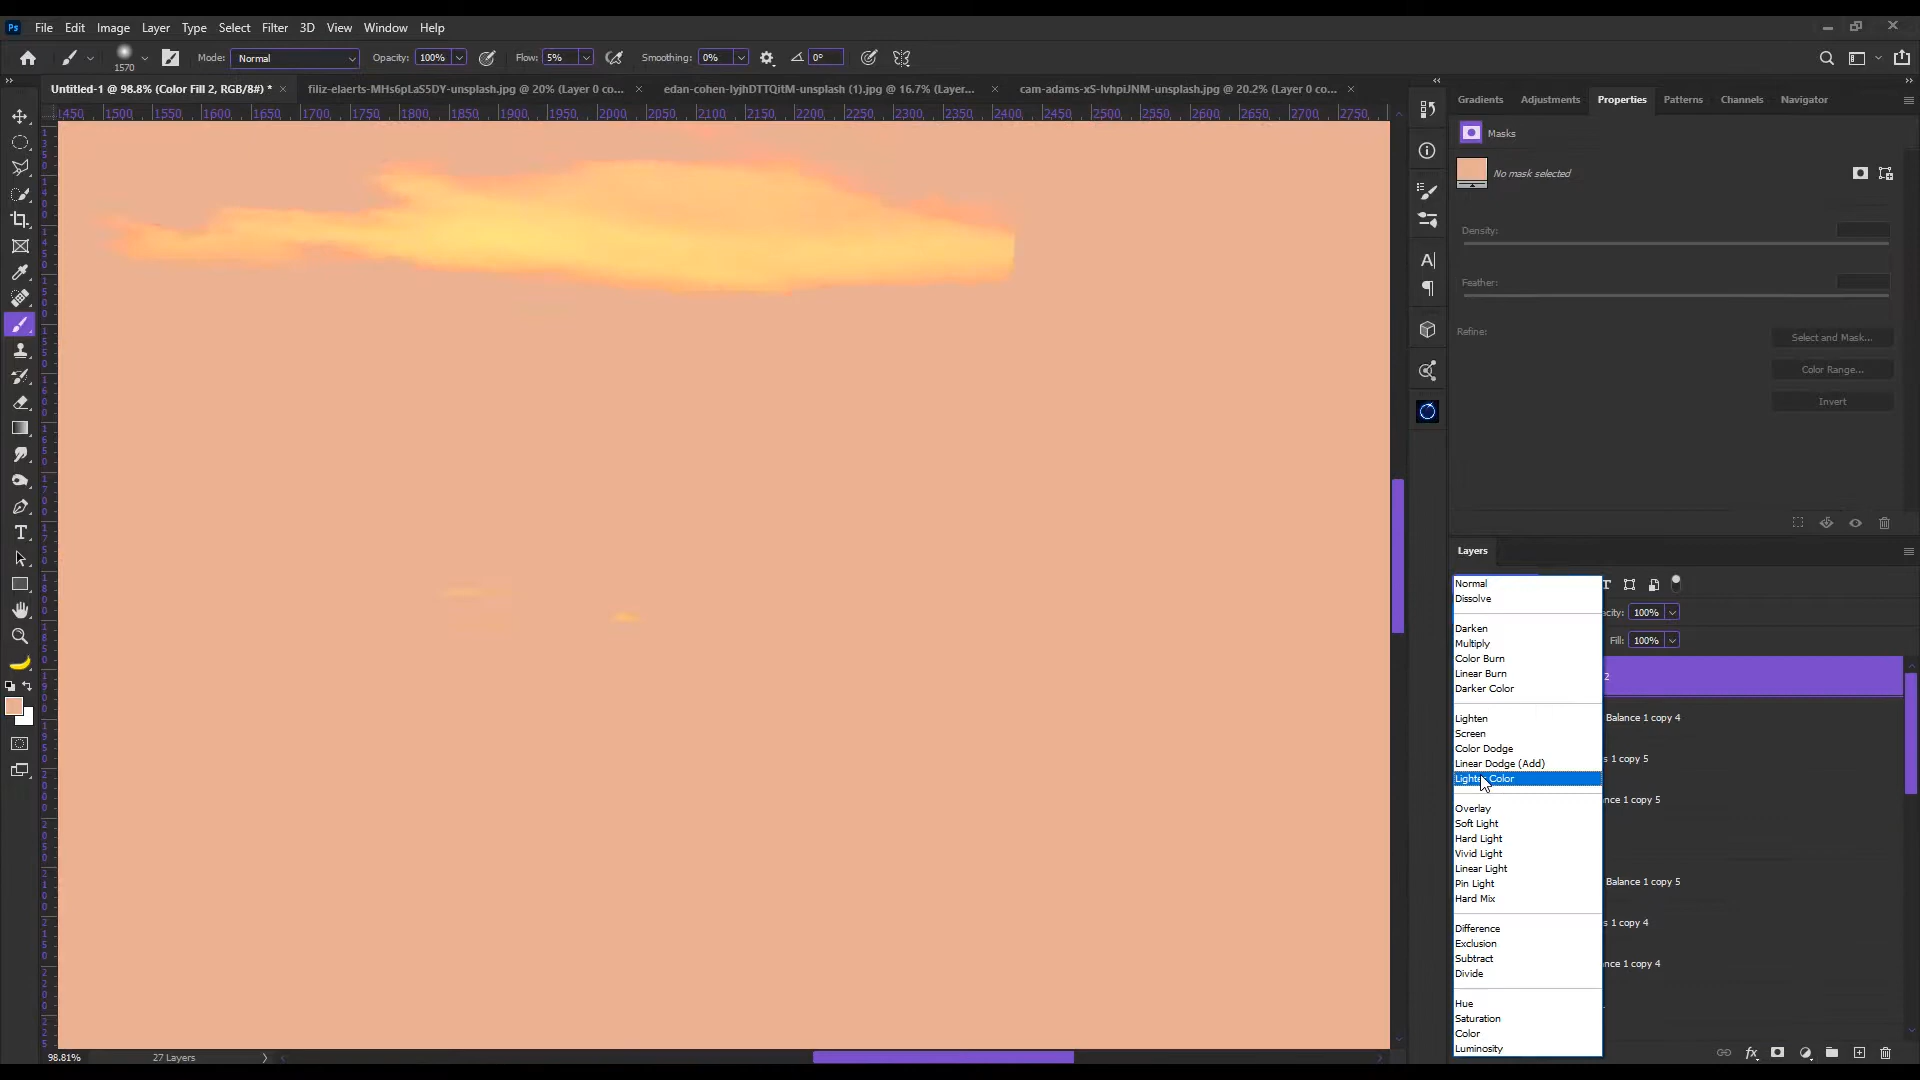 Ps File Edit Image Layer Type Select Filter 3D View Window Help
1570 Mode: Normal Opacity: 100% Flow: 5% Smoothing: 0% 0°
Untitled-1 @ 98.8% (Color Fill 2, RGB/8#) * filiz-elaerts-MHs6pLaS5DY-unsplash.jpg @ 20% (Layer 0 co... edan-cohen-lyjhDTTQitM-unsplash (1).jpg @ 16.7% (Layer... cam-adams-xS-IvhpiJNM-unsplash.jpg @ 20.2% (Layer 0 co...
1450 1500 1550 1600 1650 1700 1750 1800 1850 1900 1950 2000 2050 2100 2150 2200 2250 2300 2350 2400 2450 2500 2550 2600 2650 2700 2750
Gradients Adjustments Properties Patterns Channels Navigator
Masks
No mask selected
Density:
Feather:
Refine:
Select and Mask...
Color Range...
Invert
Layers
Normal
Dissolve
Darken
Multiply
Color Burn
Linear Burn
Darker Color
Lighten
Screen
Color Dodge
Linear Dodge (Add)
Lighter Color
Overlay
Soft Light
Hard Light
Vivid Light
Linear Light
Pin Light
Hard Mix
Difference
Exclusion
Subtract
Divide
Hue
Saturation
Color
Luminosity
acity: 100%
Fill: 100%
2
Balance 1 copy 4
s 1 copy 5
nce 1 copy 5
Balance 1 copy 5
s 1 copy 4
nce 1 copy 4
98.81% 27 Layers